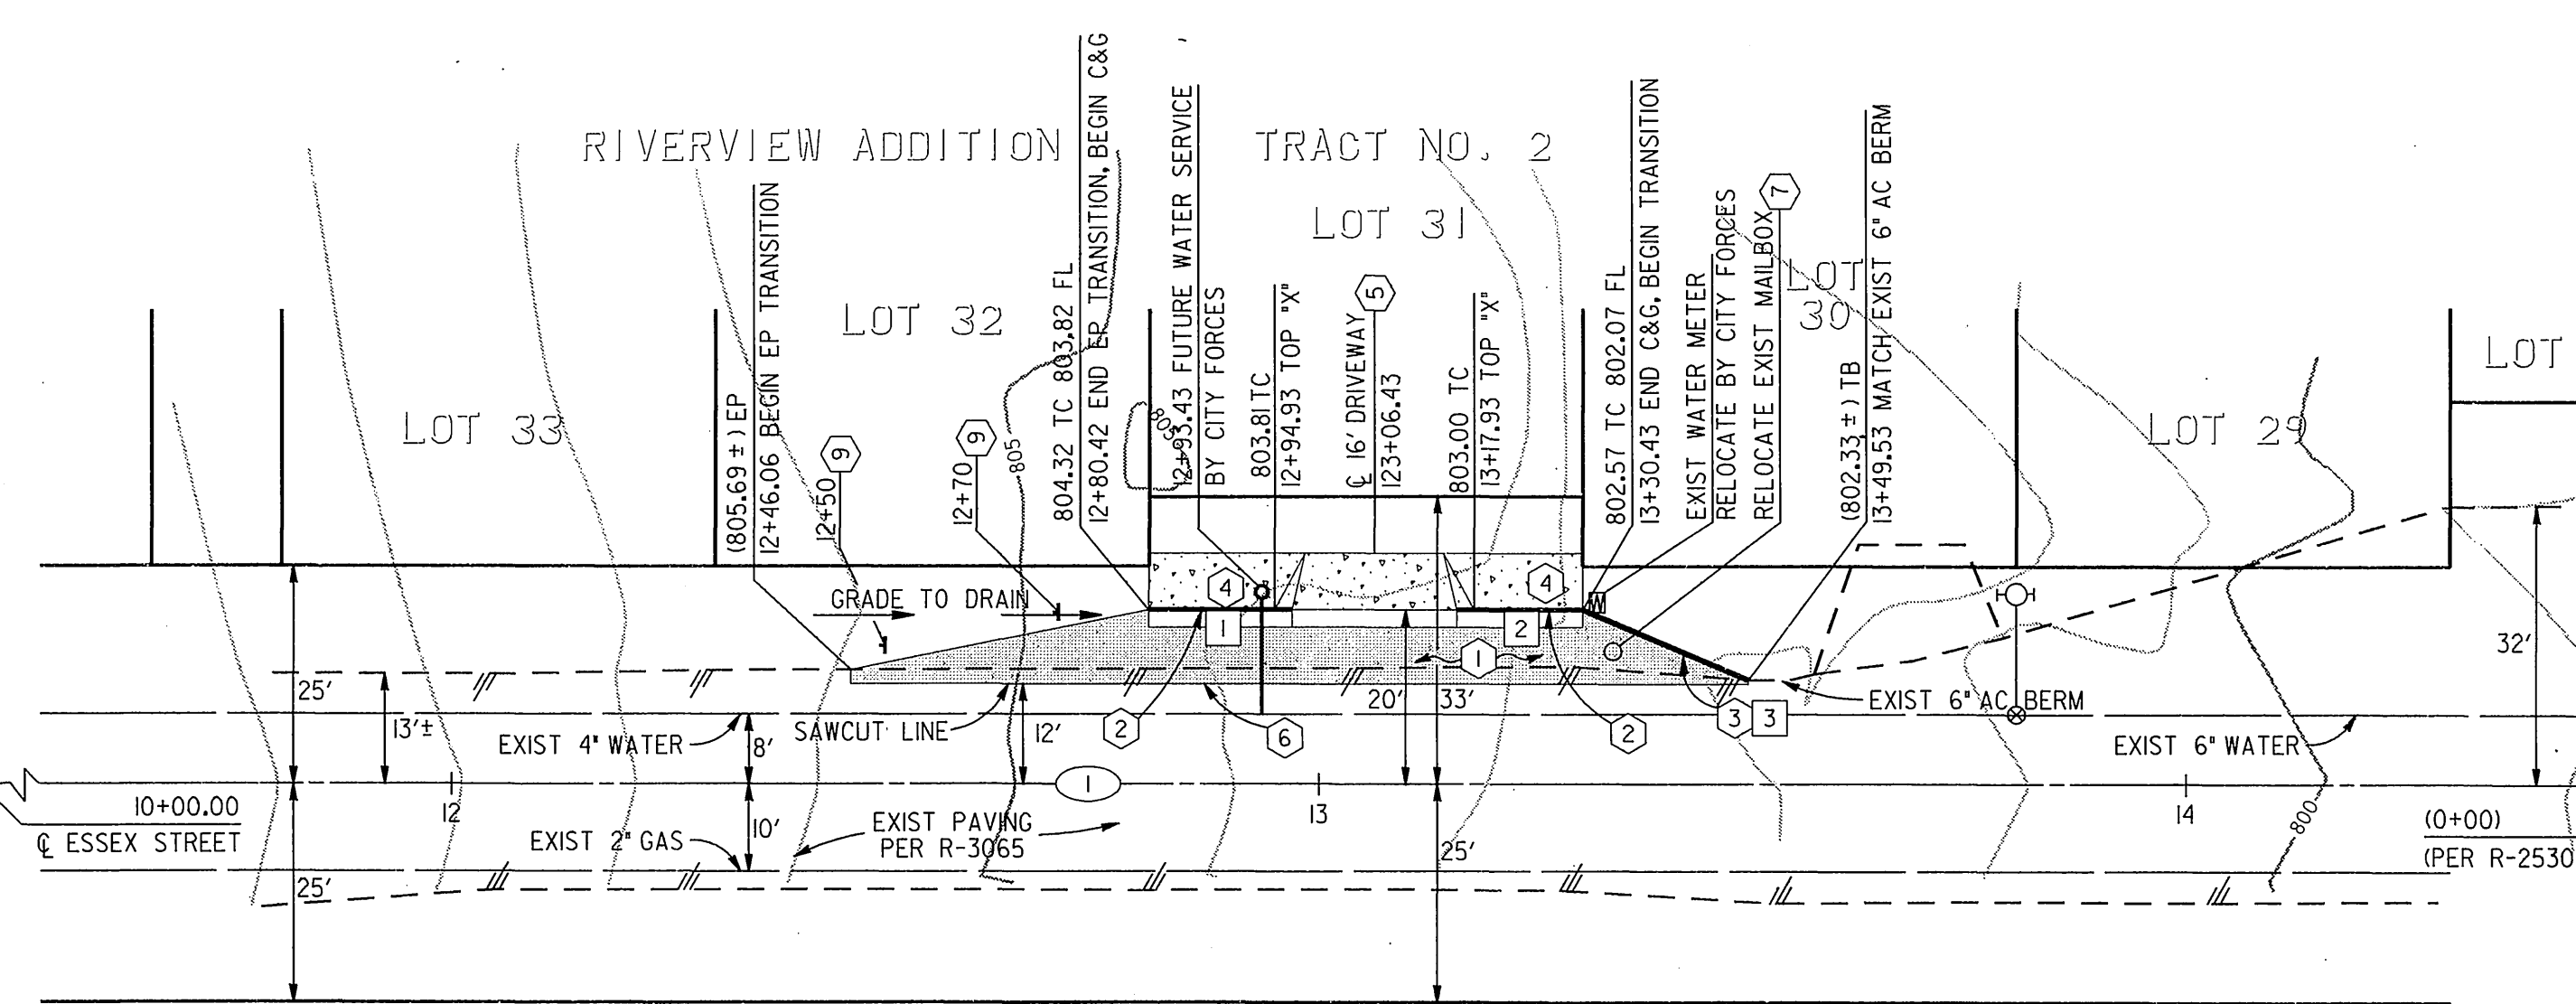 RIVERVIEW ADDITION
TRACT NO. 2
LOT 33
LOT 32
LOT 31
LOT
30
LOT 29
LOT
(805.69 ±) EP
12+46.06 BEGIN EP TRANSITION
9
12+50
9
12+70
805
804.32 TC 803.82 FL
12+80.42 END EP TRANSITION, BEGIN C&G
805
12+93.43 FUTURE WATER SERVICE
BY CITY FORCES
803.81 TC
12+94.93 TOP "X"
5
℄ 16' DRIVEWAY
123+06.43
803.00 TC
13+17.93 TOP "X"
802.57 TC 802.07 FL
13+30.43 END C&G, BEGIN TRANSITION
EXIST WATER METER
RELOCATE BY CITY FORCES
7
RELOCATE EXIST MAILBOX
(802.33 ±) TB
13+49.53 MATCH EXIST 6" AC BERM
GRADE TO DRAIN
4
4
W
1
2
1
25'
13'±
EXIST 4" WATER
8'
SAWCUT LINE
12'
2
6
20'
33'
2
3
3
EXIST 6" AC BERM
EXIST 6" WATER
32'
10+00.00
℄ ESSEX STREET
12
1
13
14
EXIST 2" GAS
10'
EXIST PAVING
PER R-3065
25'
25'
800
(0+00)
(PER R-2530